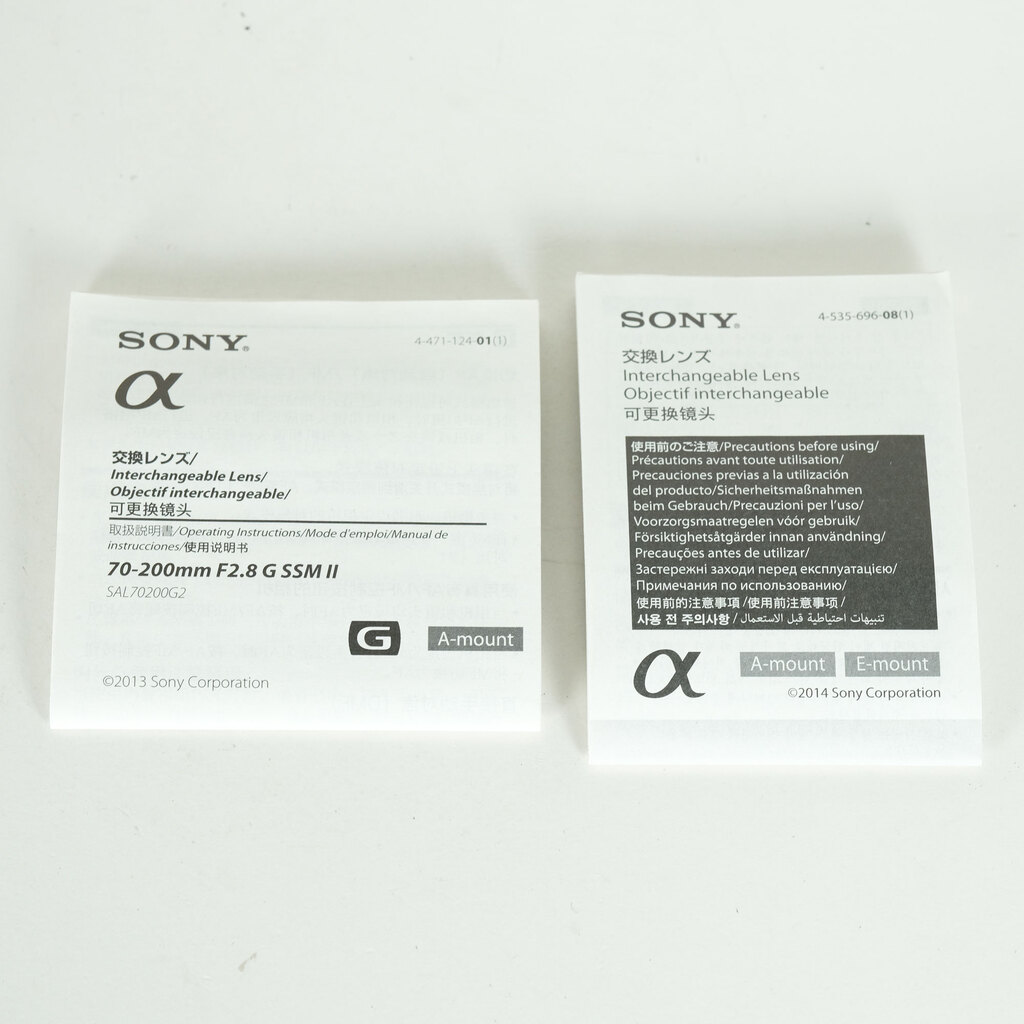 SONY®
4-471-124-01(1)
α
交換レンズ/
Interchangeable Lens/
Objectif interchangeable/
可更换镜头
取扱説明書/Operating Instructions/Mode d'emploi/Manual de
instrucciones/使用说明书
70-200mm F2.8 G SSM II
SAL70200G2
G
A-mount
©2013 Sony Corporation
SONY®
4-535-696-08(1)
交換レンズ
Interchangeable Lens
Objectif interchangeable
可更换镜头
使用前のご注意/Precautions before using/
Précautions avant toute utilisation/
Precauciones previas a la utilización
del producto/Sicherheitsmaßnahmen
beim Gebrauch/Precauzioni per l'uso/
Voorzorgsmaatregelen vóór gebruik/
Försiktighetsåtgärder innan användning/
Precauções antes de utilizar/
Застережні заходи перед експлуатацією/
Примечания по использованию/
使用前的注意事項 /使用前注意事项 /
사용 전 주의사항 / تنبيهات احتياطية قبل الاستعمال
α
A-mount
E-mount
©2014 Sony Corporation